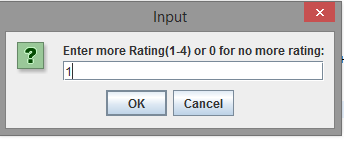 Input
Enter more Rating(1-4) or 0 for no more rating:
1
OK
Cancel